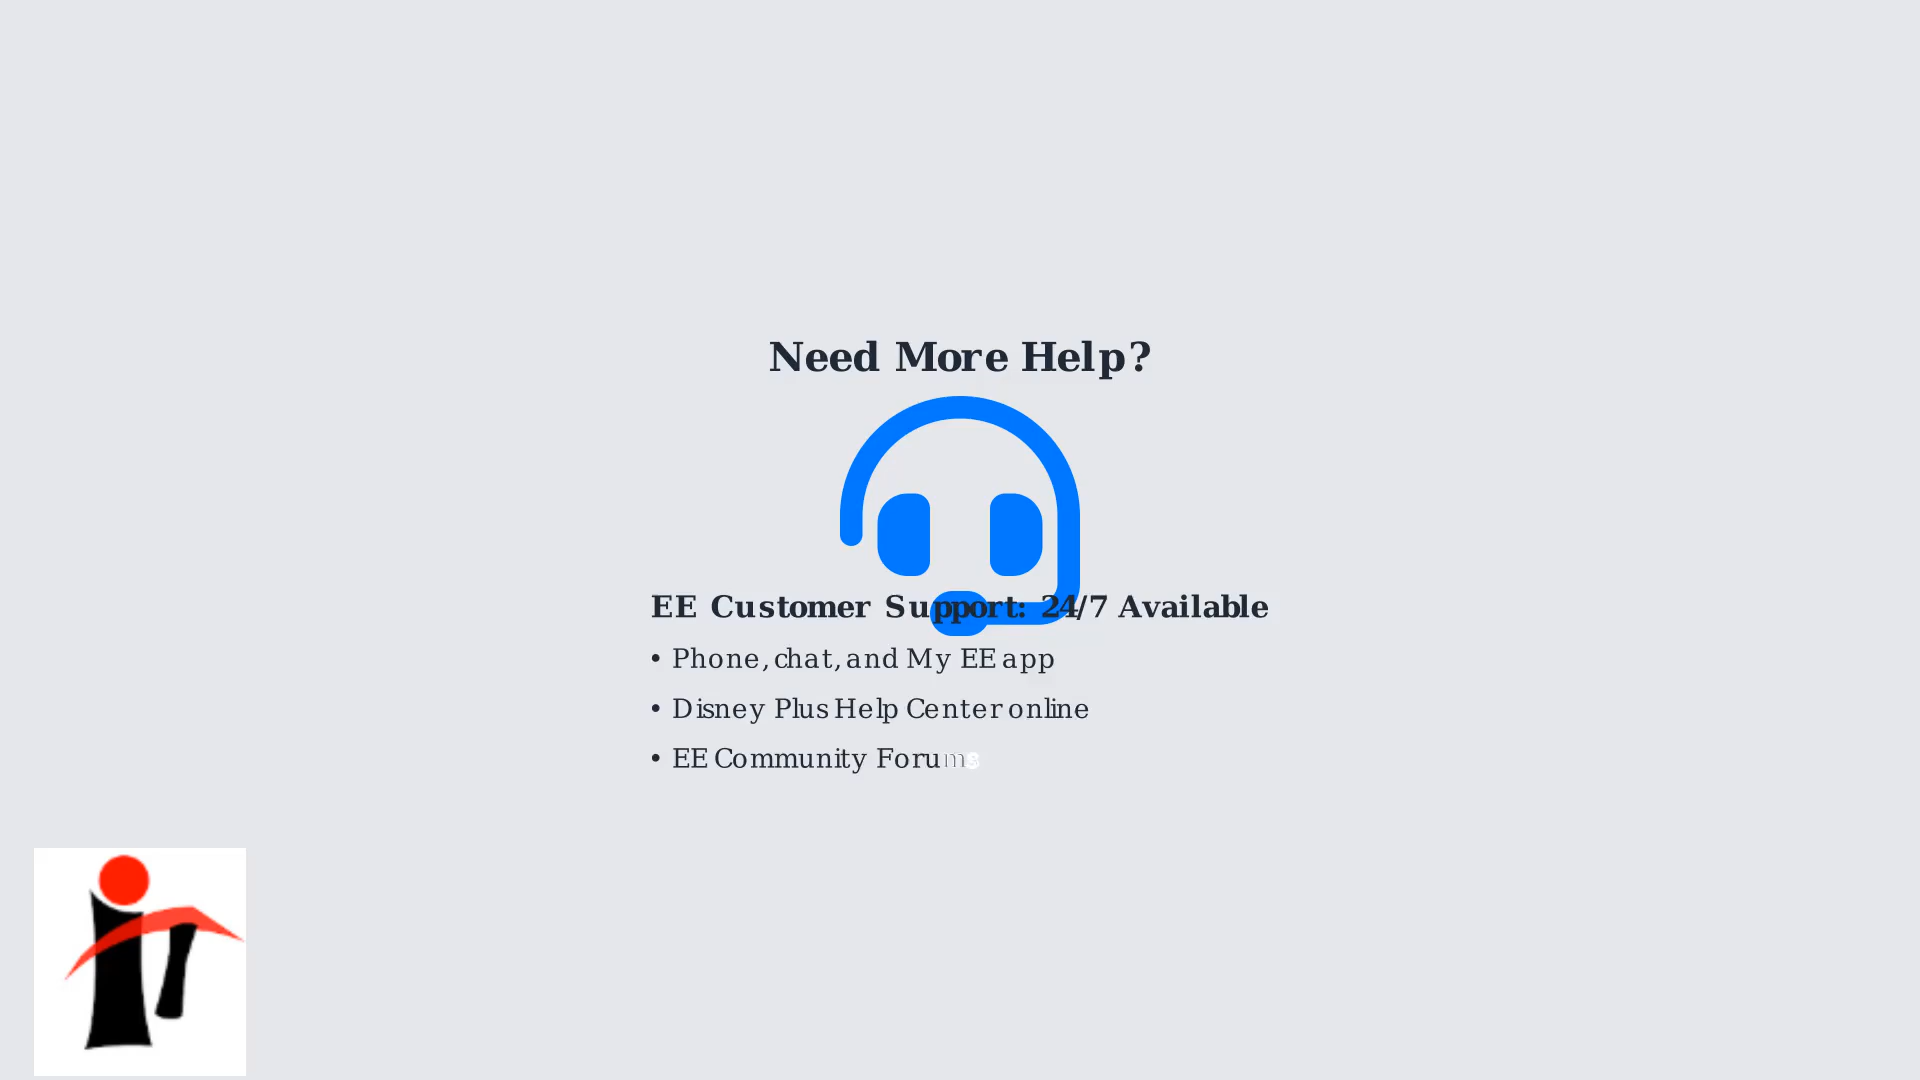 Need More Help?
EE Customer Support: 24/7 Available
• Phone, chat, and My EE app
• Disney Plus Help Center online
• EE Community Forums